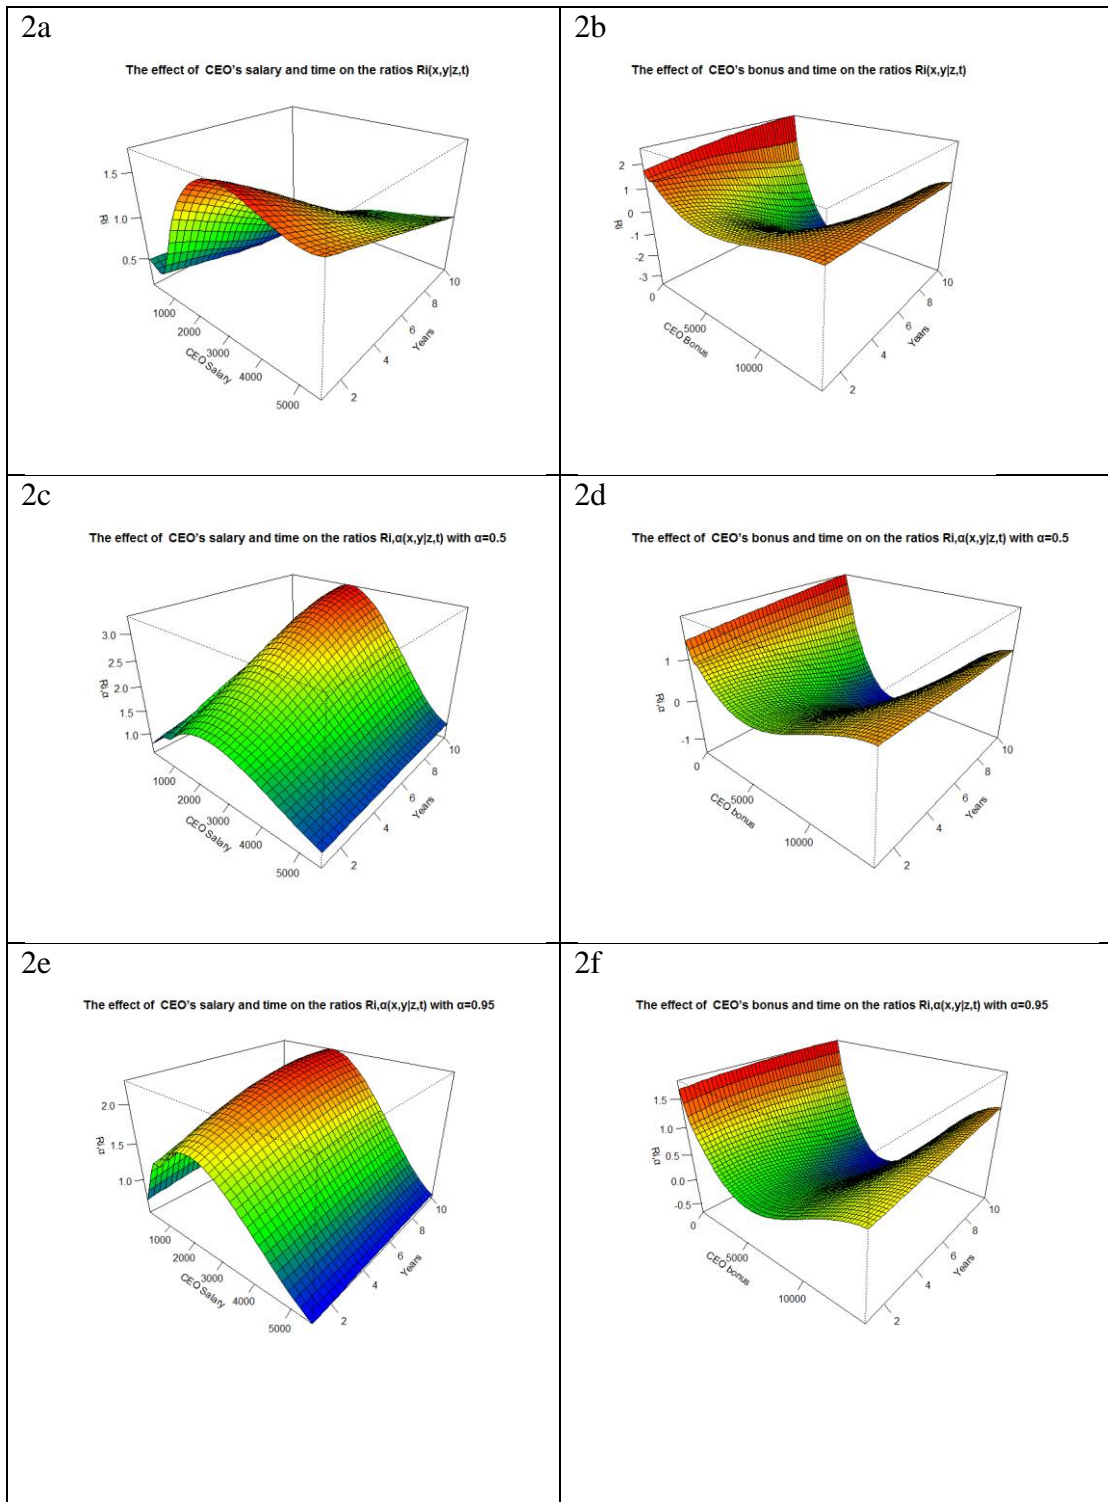 2a
The effect of CEO's salary and time on the ratios Ri(x,y|z,t)
1.5
1.0
0.5
Ri
1000
2000
3000
4000
5000
CEO Salary
2
4
6
8
10
Years
2b
The effect of CEO's bonus and time on the ratios Ri(x,y|z,t)
2
1
0
-1
-2
-3
Ri
0
5000
10000
CEO Bonus
2
4
6
8
10
Years
2c
The effect of CEO's salary and time on the ratios Ri,α(x,y|z,t) with α=0.5
3.0
2.5
2.0
1.5
1.0
Ri,α
1000
2000
3000
4000
5000
CEO Salary
2
4
6
8
10
Years
2d
The effect of CEO's bonus and time on on the ratios Ri,α(x,y|z,t) with α=0.5
1
0
-1
Ri,α
0
5000
10000
CEO bonus
2
4
6
8
10
Years
2e
The effect of CEO's salary and time on the ratios Ri,α(x,y|z,t) with α=0.95
2.0
1.5
1.0
Ri,α
1000
2000
3000
4000
5000
CEO Salary
2
4
6
8
10
Years
2f
The effect of CEO's bonus and time on the ratios Ri,α(x,y|z,t) with α=0.95
1.5
1.0
0.5
0.0
-0.5
Ri,α
0
5000
10000
CEO bonus
2
4
6
8
10
Years